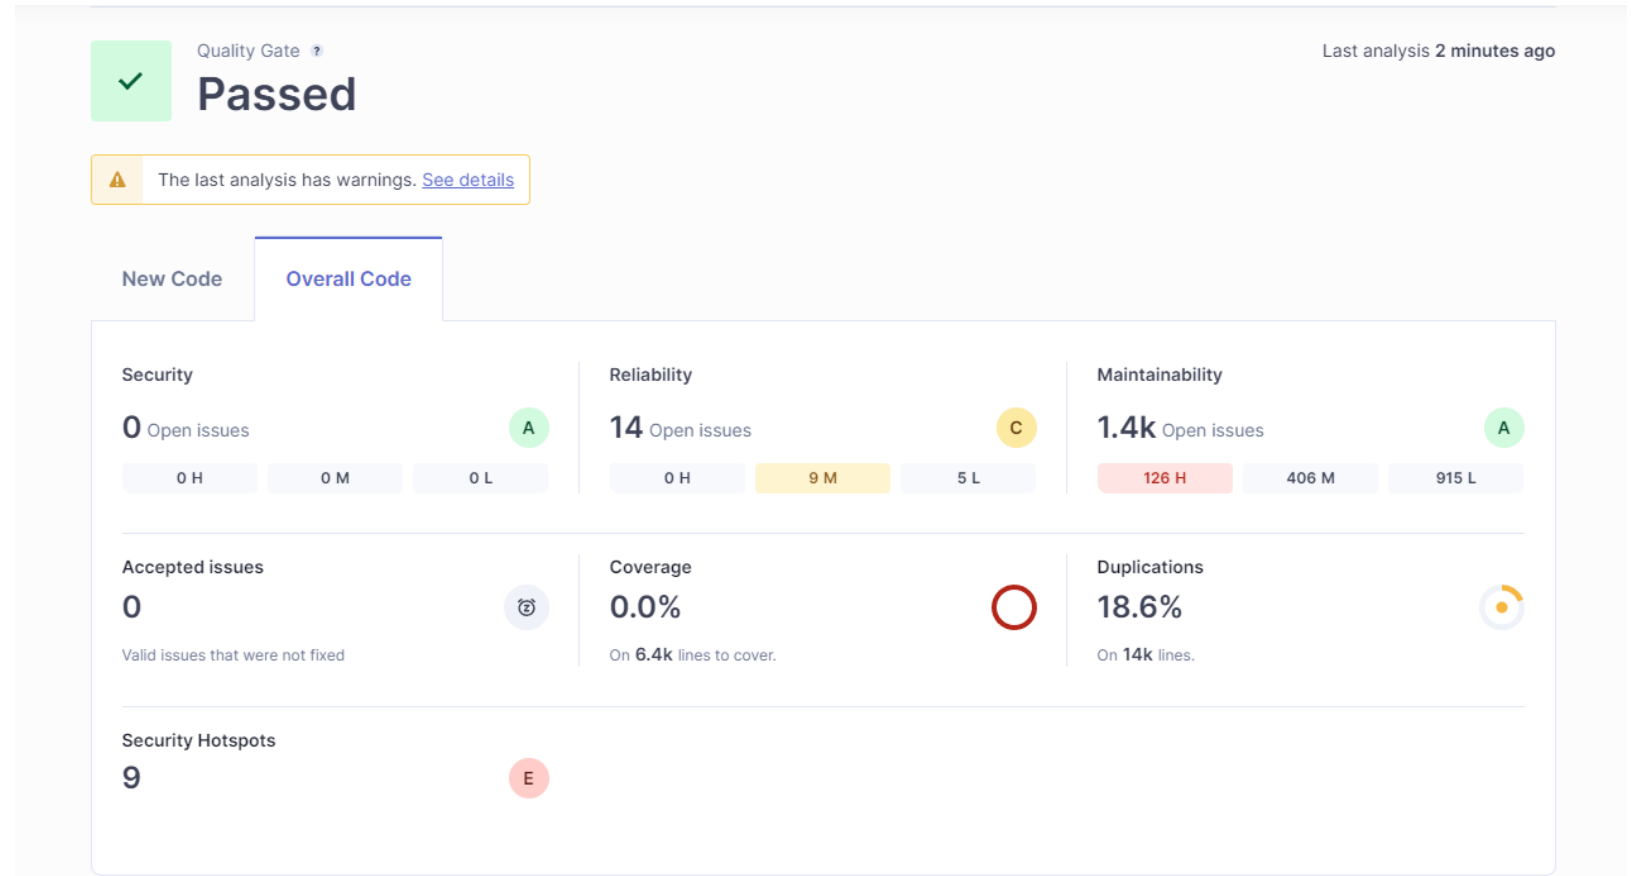 Quality Gate ?
Passed
Last analysis 2 minutes ago
The last analysis has warnings. See details
New Code
Overall Code
Security
0 Open issues
A
0 H
0 M
0 L
Reliability
14 Open issues
C
0 H
9 M
5 L
Maintainability
1.4k Open issues
A
126 H
406 M
915 L
Accepted issues
0
Valid issues that were not fixed
Coverage
0.0%
On 6.4k lines to cover.
Duplications
18.6%
On 14k lines.
Security Hotspots
9
E